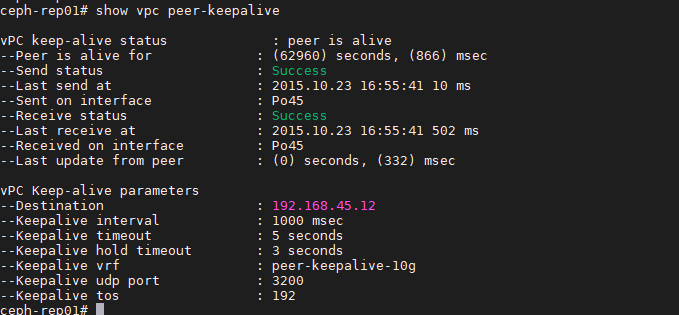 ceph-rep01# show vpc peer-keepalive
vPC keep-alive status : peer is alive
--Peer is alive for : (62960) seconds, (866) msec
--Send status : Success
--Last send at : 2015.10.23 16:55:41 10 ms
--Sent on interface : Po45
--Receive status : Success
--Last receive at : 2015.10.23 16:55:41 502 ms
--Received on interface : Po45
--Last update from peer : (0) seconds, (332) msec
vPC Keep-alive parameters
--Destination : 192.168.45.12
--Keepalive interval : 1000 msec
--Keepalive timeout : 5 seconds
--Keepalive hold timeout : 3 seconds
--Keepalive vrf : peer-keepalive-10g
--Keepalive udp port : 3200
--Keepalive tos : 192
ceph-rep01#